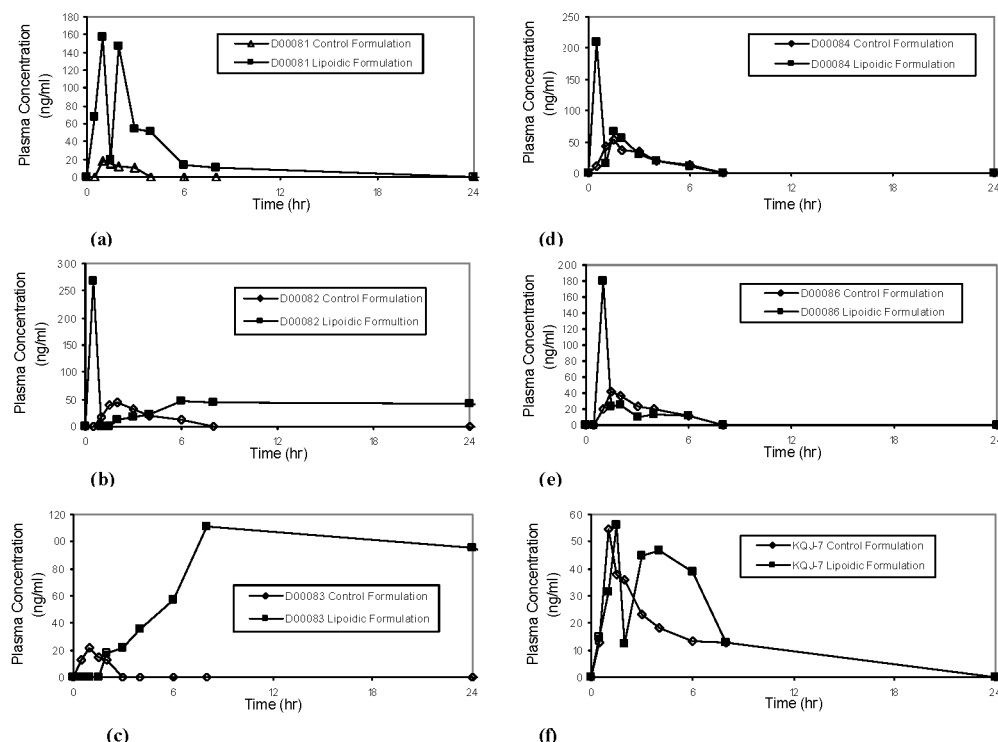 Plasma Concentration
(ng/ml)
180
160
140
120
100
80
60
40
20
0
D00081 Control Formulation
D00081 Lipoidic Formulation
0 6 12 18 24
Time (hr)
(a)
Plasma Concentration
(ng/ml)
250
200
150
100
50
0
D00084 Control Formulation
D00084 Lipoidic Formulation
0 6 12 18 24
Time (hr)
(d)
Plasma Concentration
(ng/ml)
300
250
200
150
100
50
0
D00082 Control Formulation
D00082 Lipoidic Formultion
0 6 12 18 24
Time (hr)
(b)
Plasma Concentration
(ng/ml)
200
180
160
140
120
100
80
60
40
20
0
D00086 Control Formulation
D00086 Lipoidic Formulation
0 6 12 18 24
Time (hr)
(e)
Plasma Concentration
ng/ml)
20
00
80
60
40
20
0
D00083 Control Formulation
D00083 Lipoidic Formulation
0 6 12 18 24
Time (hr)
(c)
Plasma Concentration
(ng/ml)
60
50
40
30
20
10
0
KQJ-7 Control Formulation
KQJ-7 Lipoidic Formulation
0 6 12 18 24
Time (hr)
(f)